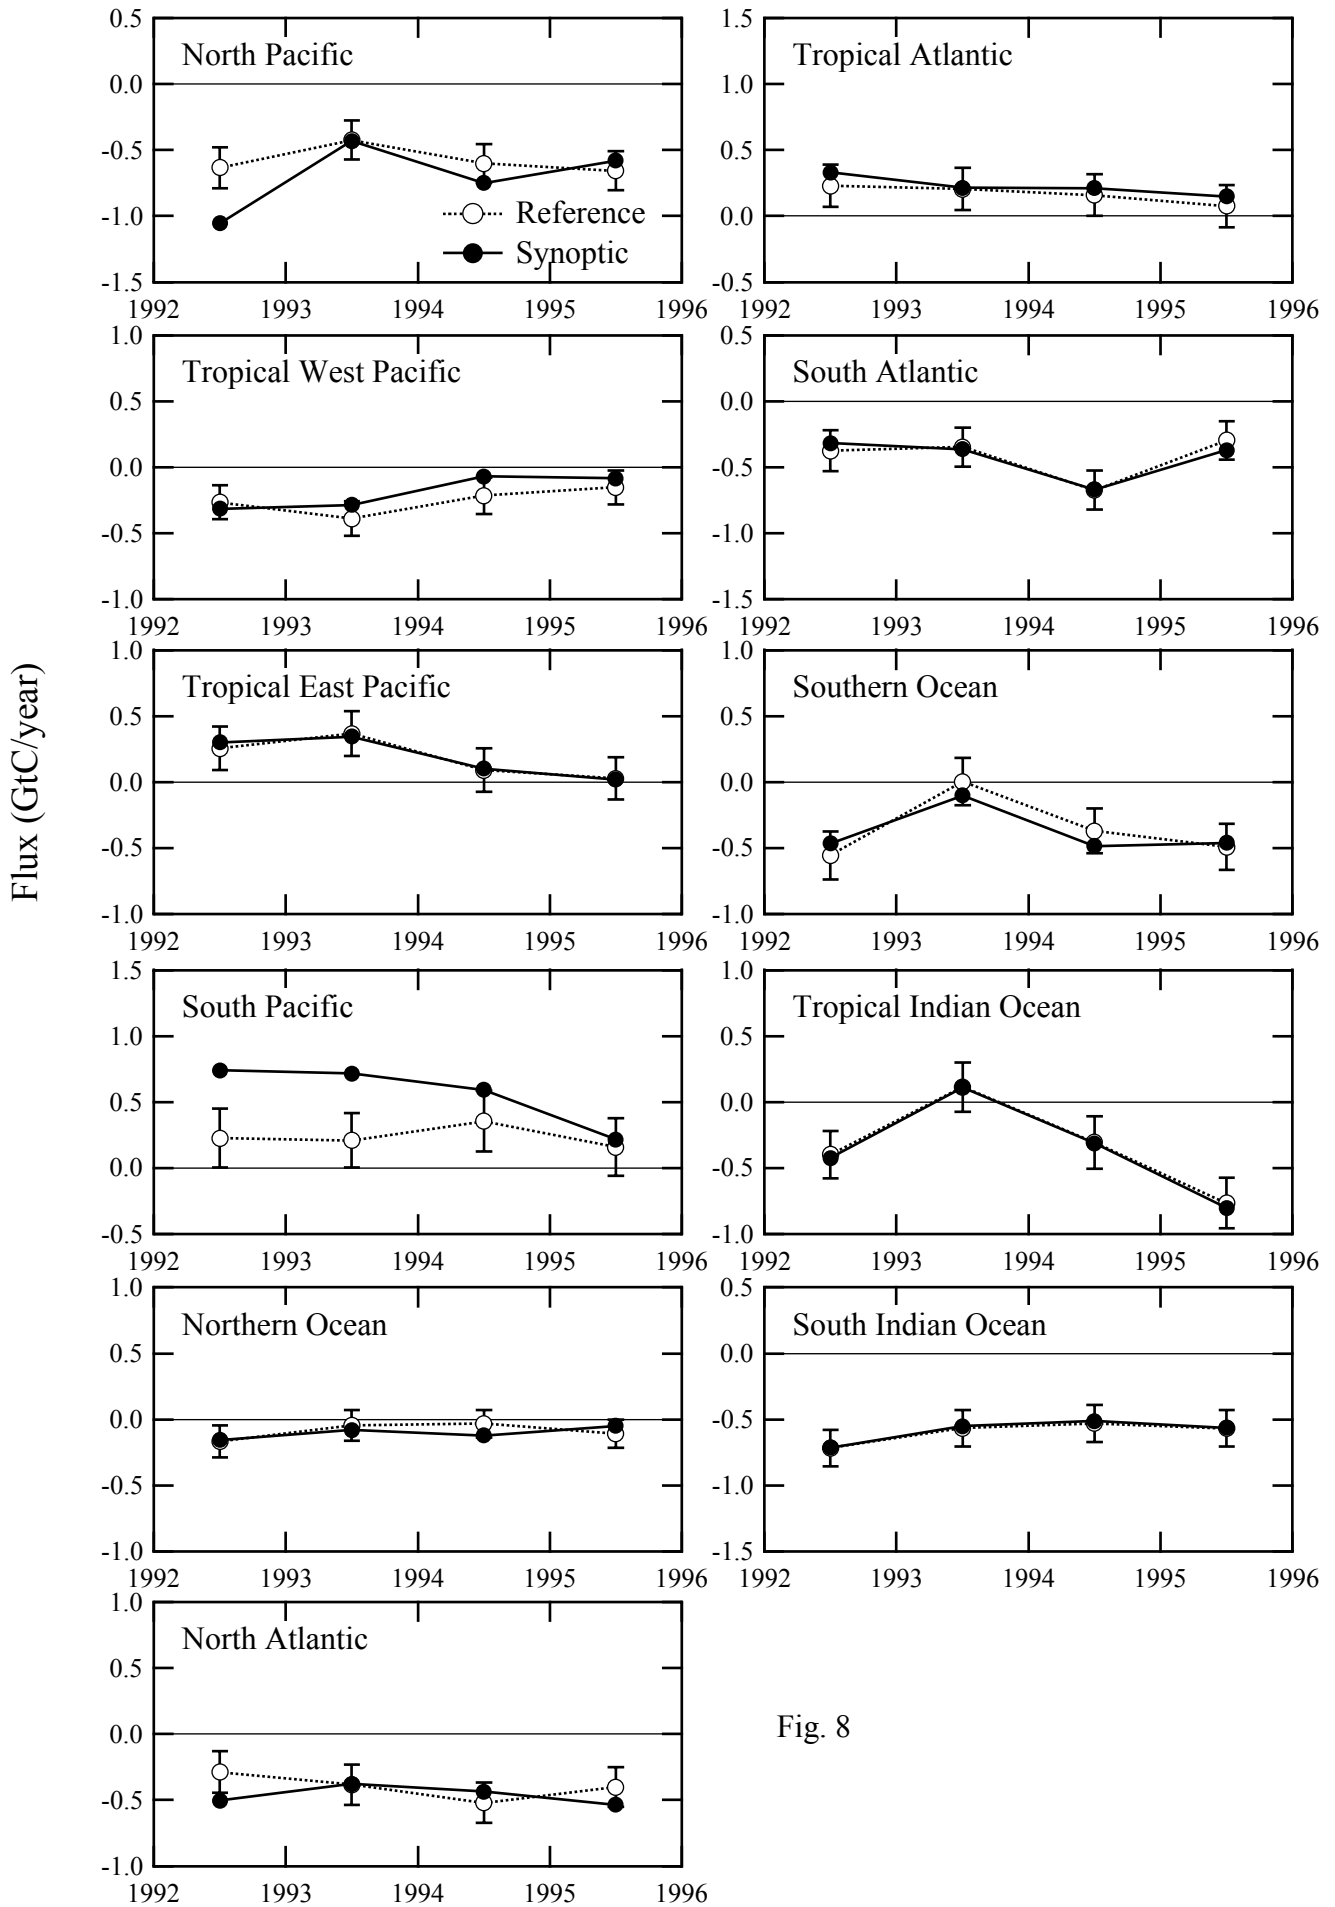 Flux (GtC/year)
North Pacific
0.5
0.0
-0.5
-1.0
-1.5
Reference
Synoptic
1992 1993 1994 1995 1996
Tropical Atlantic
1.5
1.0
0.5
0.0
-0.5
1992 1993 1994 1995 1996
Tropical West Pacific
1.0
0.5
0.0
-0.5
-1.0
1992 1993 1994 1995 1996
South Atlantic
0.5
0.0
-0.5
-1.0
-1.5
1992 1993 1994 1995 1996
Tropical East Pacific
1.0
0.5
0.0
-0.5
-1.0
1992 1993 1994 1995 1996
Southern Ocean
1.0
0.5
0.0
-0.5
-1.0
1992 1993 1994 1995 1996
South Pacific
1.5
1.0
0.5
0.0
-0.5
1992 1993 1994 1995 1996
Tropical Indian Ocean
1.0
0.5
0.0
-0.5
-1.0
1992 1993 1994 1995 1996
Northern Ocean
1.0
0.5
0.0
-0.5
-1.0
1992 1993 1994 1995 1996
South Indian Ocean
0.5
0.0
-0.5
-1.0
-1.5
1992 1993 1994 1995 1996
North Atlantic
1.0
0.5
0.0
-0.5
-1.0
1992 1993 1994 1995 1996
Fig. 8